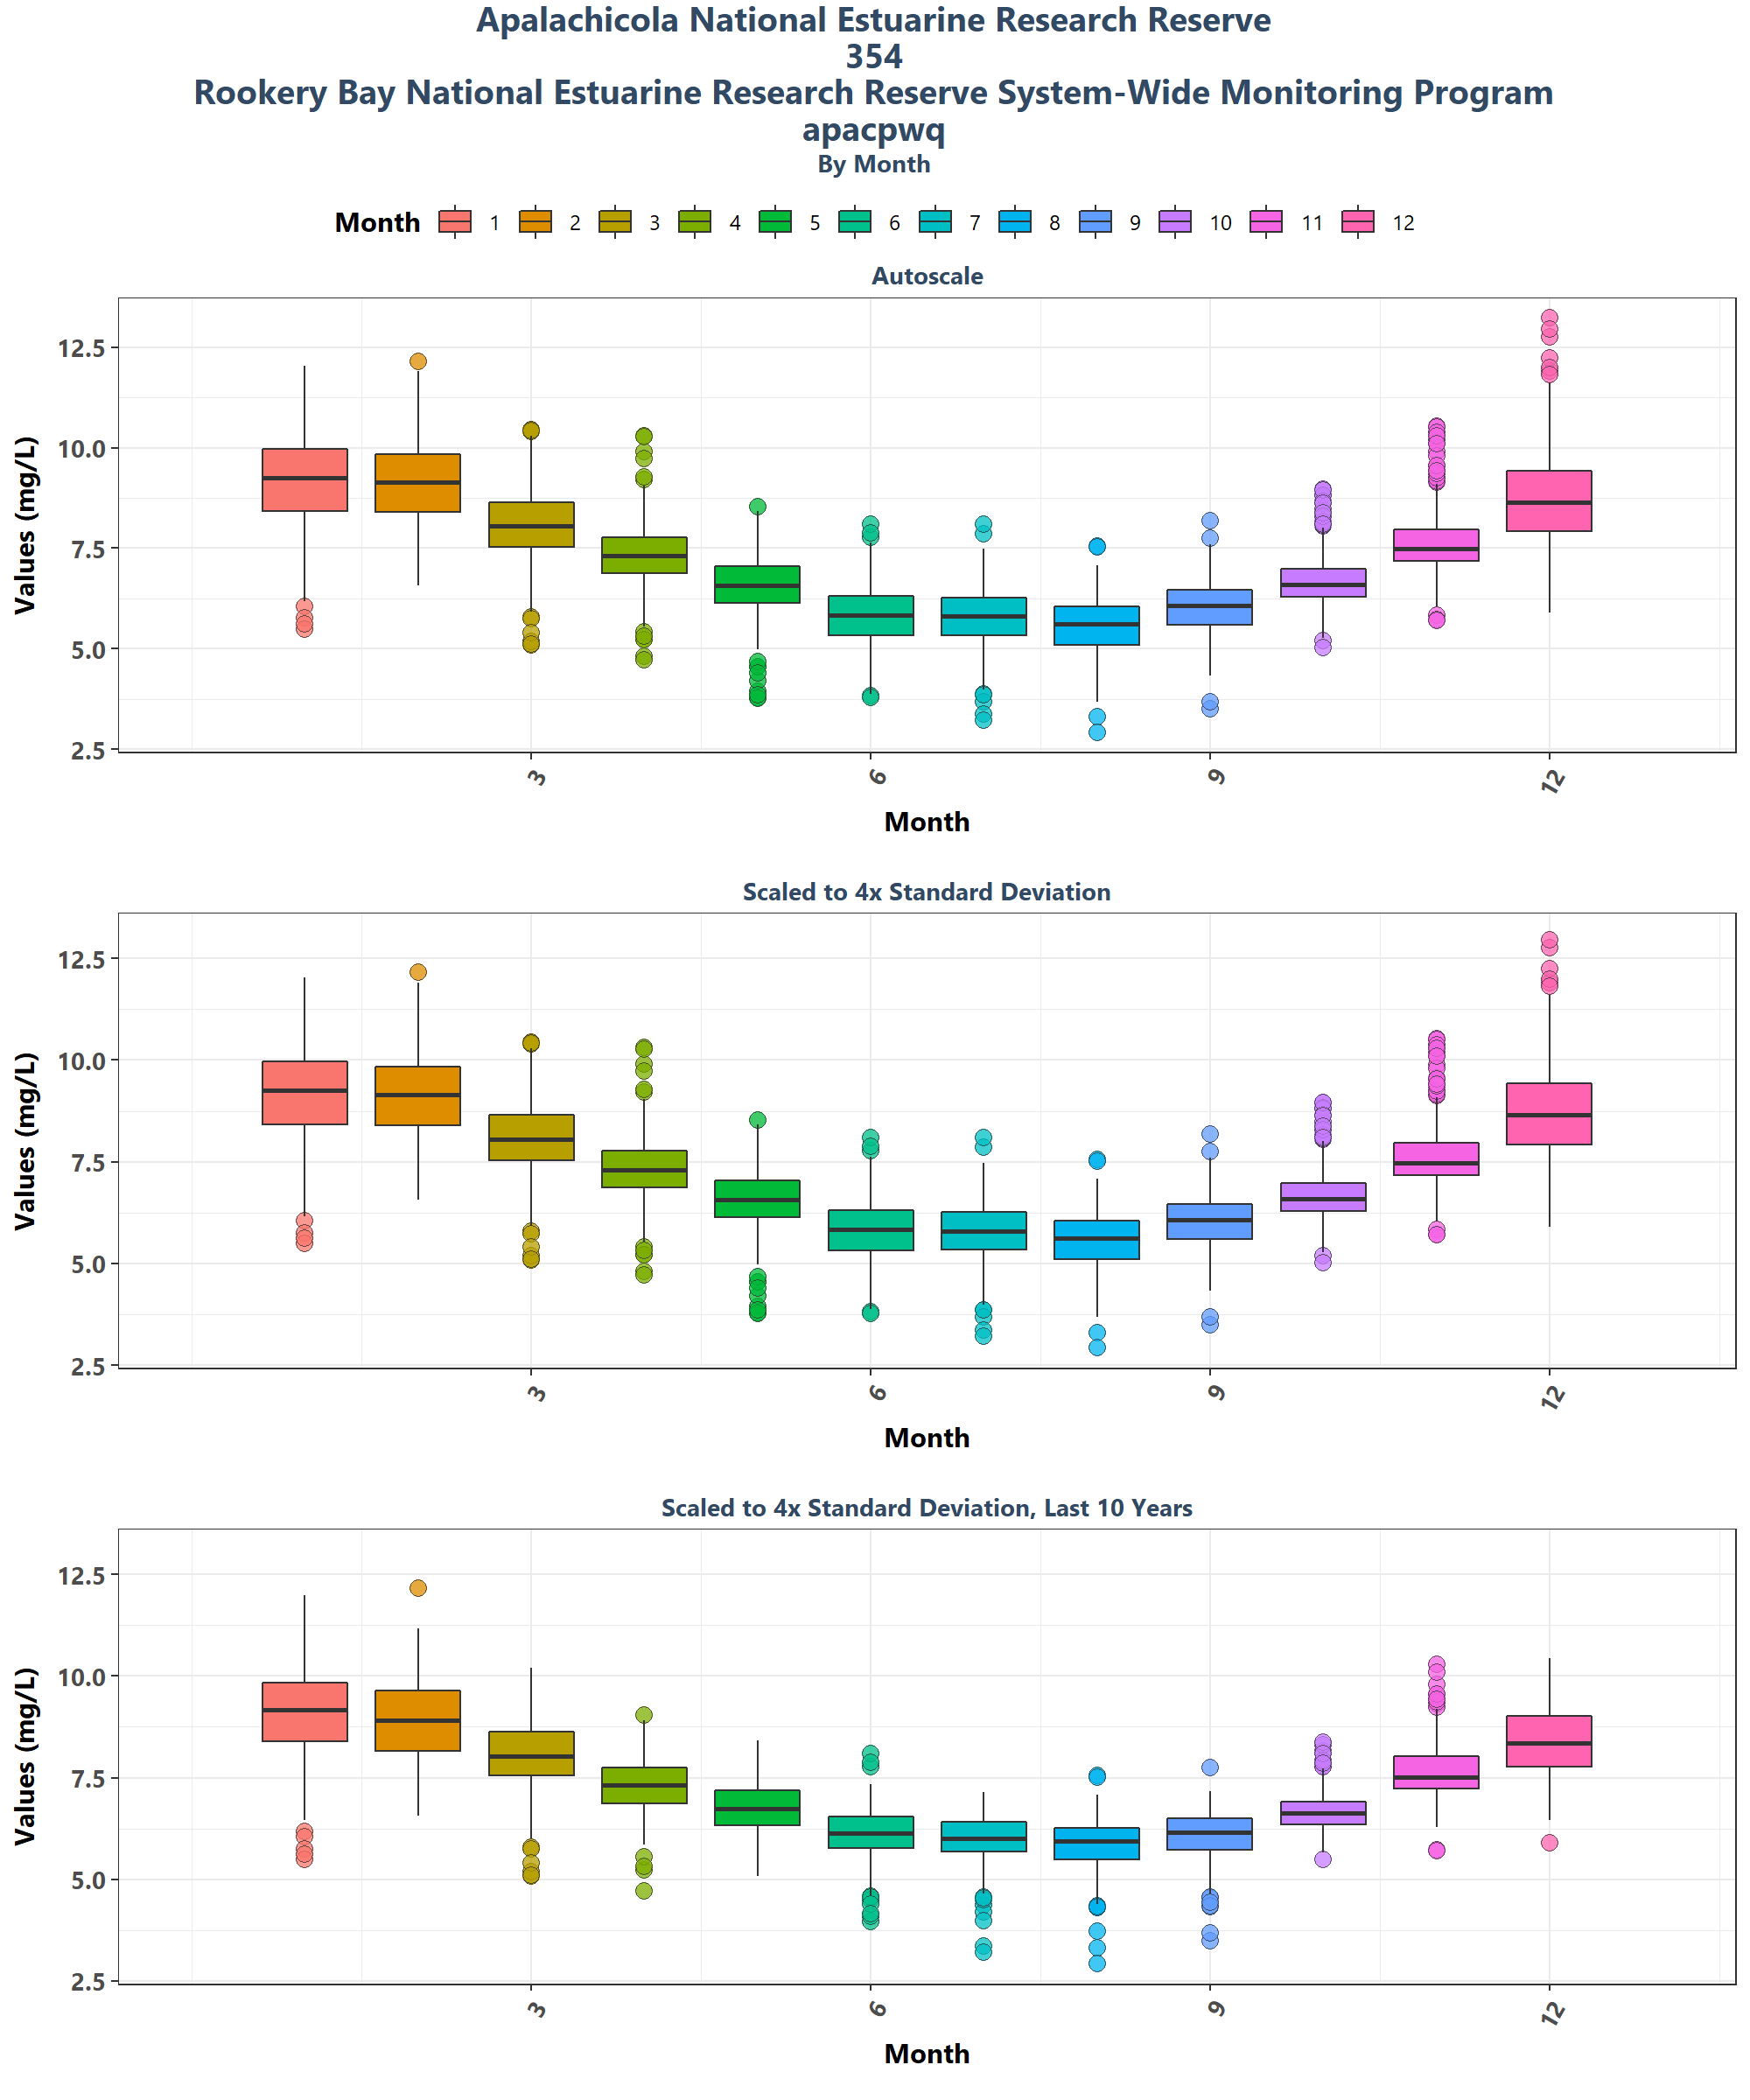 Apalachicola National Estuarine Research Reserve
354
Rookery Bay National Estuarine Research Reserve System-Wide Monitoring Program
apacpwq
By Month
Month 1 2 3 4 5 6 7 8 9 10 11 12
Autoscale
Values (mg/L)
12.5
10.0
7.5
5.0
2.5
3 6 9 12
Month
Scaled to 4x Standard Deviation
Values (mg/L)
12.5
10.0
7.5
5.0
2.5
3 6 9 12
Month
Scaled to 4x Standard Deviation, Last 10 Years
Values (mg/L)
12.5
10.0
7.5
5.0
2.5
3 6 9 12
Month